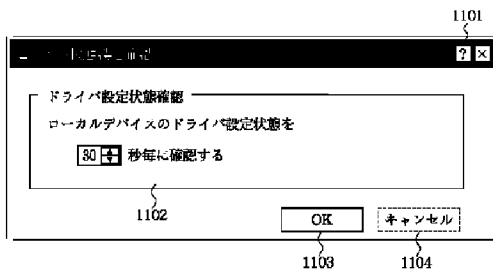 1101
? ×
ドライバ設定状態確認
ローカルデバイスのドライバ設定状態を
30 秒毎に確認する
1102
OK キャンセル
1103 1104